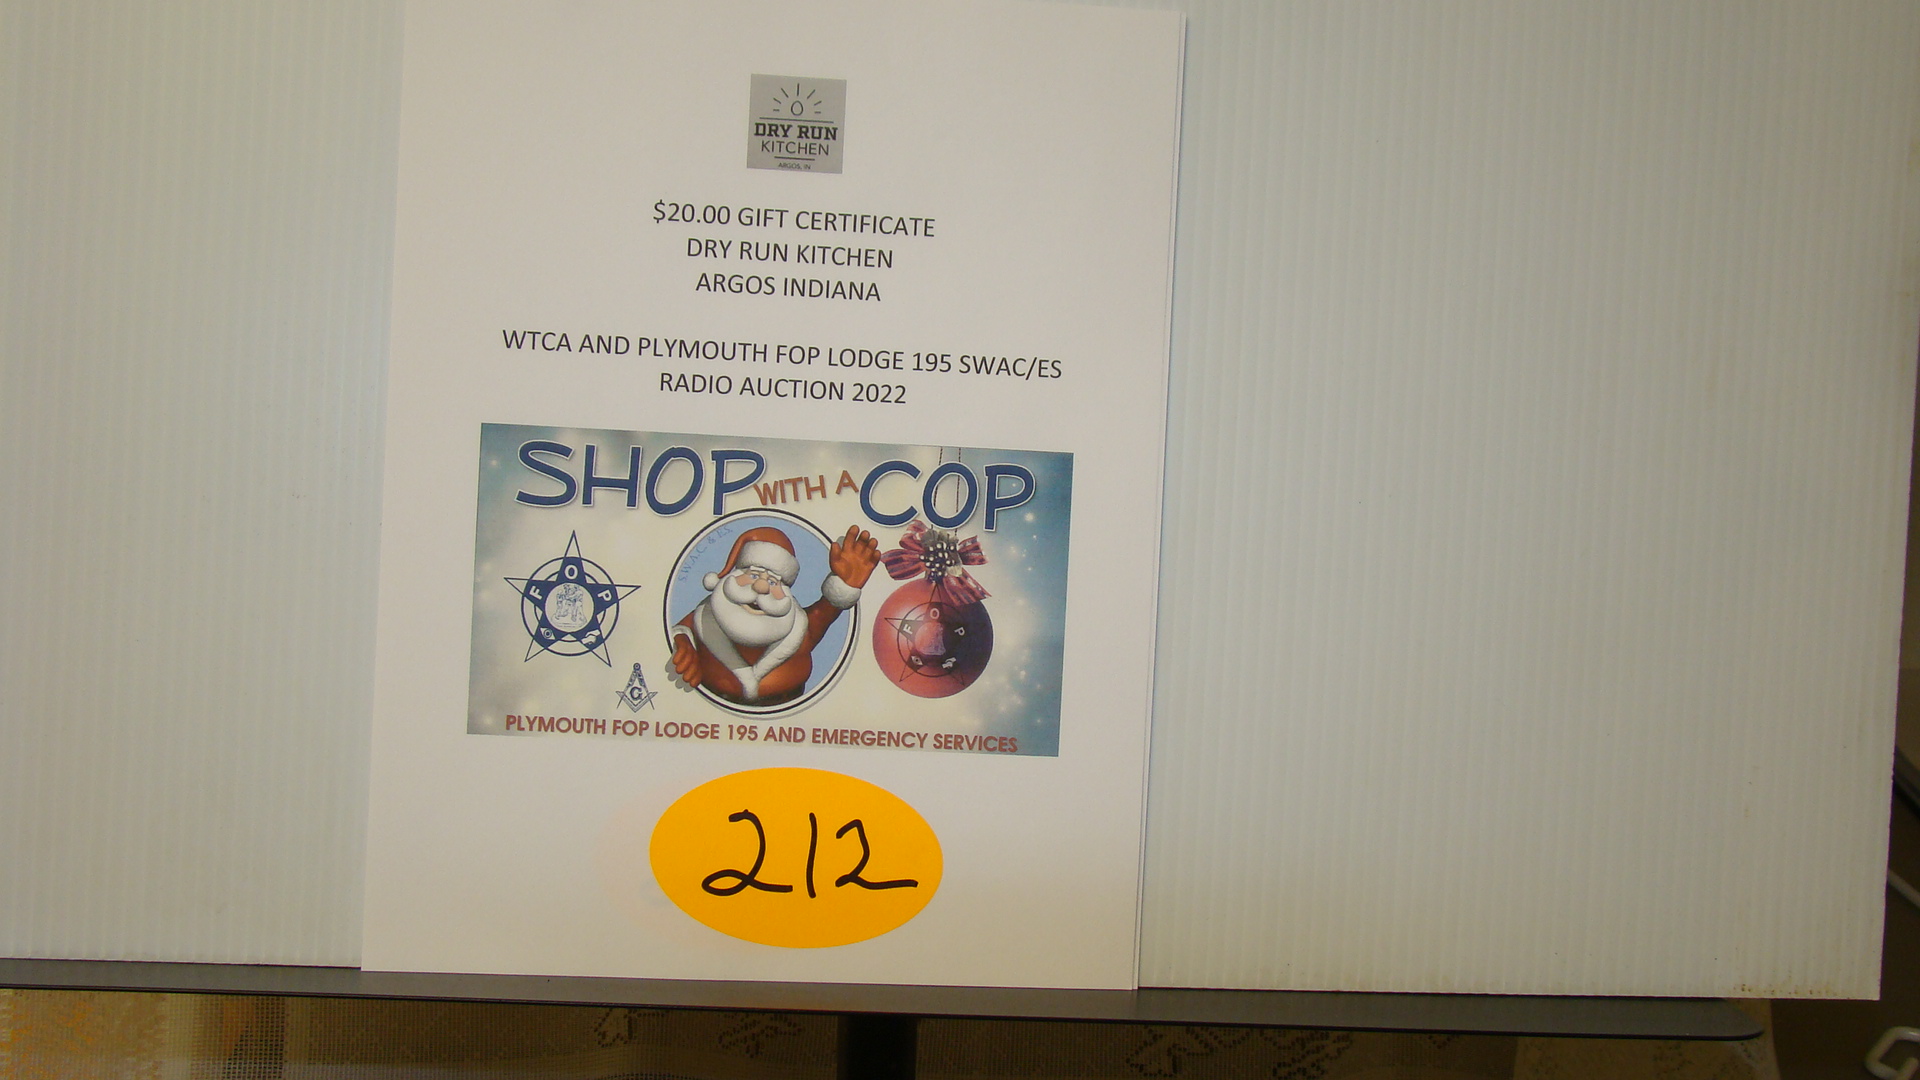 DRY RUN
KITCHEN
ARGOS, IN
$20.00 GIFT CERTIFICATE
DRY RUN KITCHEN
ARGOS INDIANA
WTCA AND PLYMOUTH FOP LODGE 195 SWAC/ES
RADIO AUCTION 2022
SHOP WITH A COP
S.W.A.C. & E.S.
F O P
F O P
G
PLYMOUTH FOP LODGE 195 AND EMERGENCY SERVICES
212